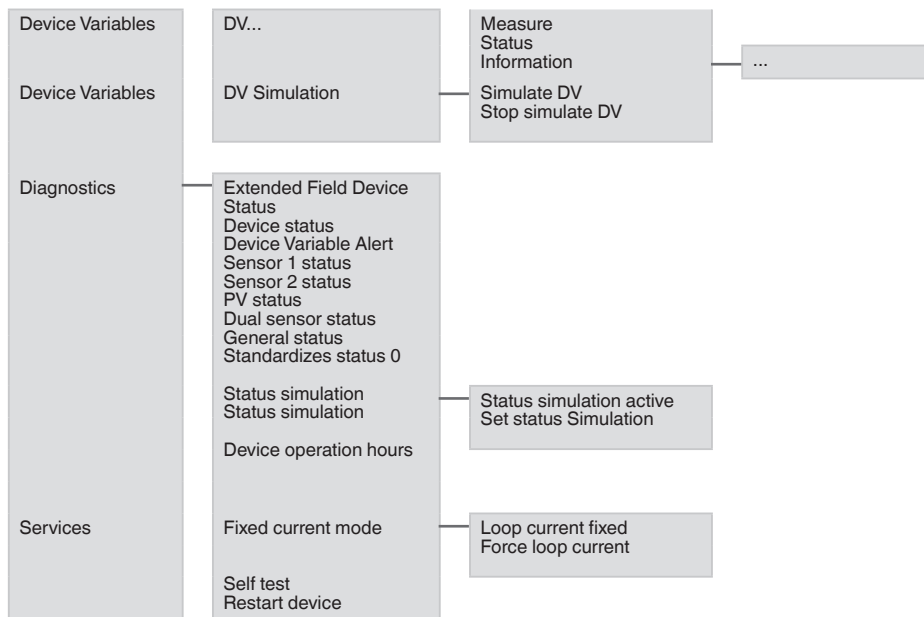 Device Variables
DV...
Measure
Status
Information
...
Device Variables
DV Simulation
Simulate DV
Stop simulate DV
Diagnostics
Extended Field Device
Status
Device status
Device Variable Alert
Sensor 1 status
Sensor 2 status
PV status
Dual sensor status
General status
Standardizes status 0
Status simulation
Status simulation
Status simulation active
Set status Simulation
Device operation hours
Services
Fixed current mode
Loop current fixed
Force loop current
Self test
Restart device